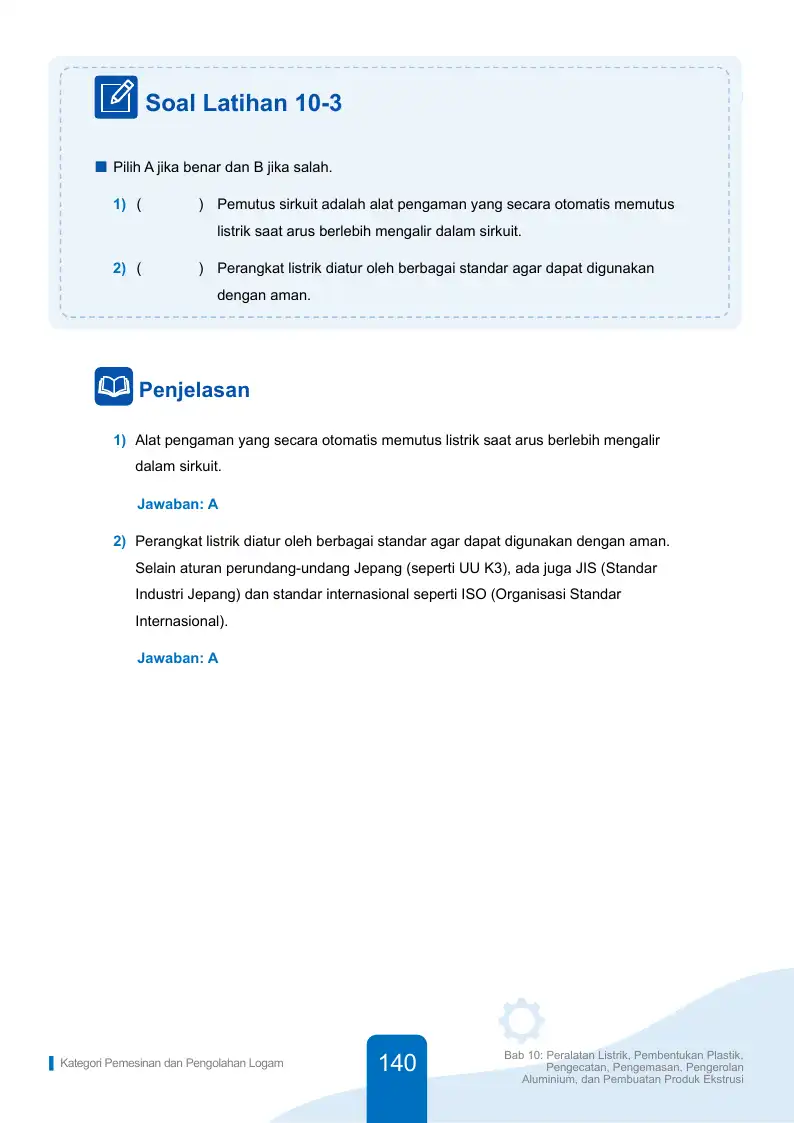 Soal Latihan 10-3
Pilih A jika benar dan B jika salah.
1) ( ) Pemutus sirkuit adalah alat pengaman yang secara otomatis memutus
listrik saat arus berlebih mengalir dalam sirkuit.
2) ( ) Perangkat listrik diatur oleh berbagai standar agar dapat digunakan
dengan aman.
Penjelasan
1) Alat pengaman yang secara otomatis memutus listrik saat arus berlebih mengalir
dalam sirkuit.
Jawaban: A
2) Perangkat listrik diatur oleh berbagai standar agar dapat digunakan dengan aman.
Selain aturan perundang-undang Jepang (seperti UU K3), ada juga JIS (Standar
Industri Jepang) dan standar internasional seperti ISO (Organisasi Standar
Internasional).
Jawaban: A
Kategori Pemesinan dan Pengolahan Logam
140
Bab 10: Peralatan Listrik, Pembentukan Plastik,
Pengecatan, Pengemasan, Pengerolan
Aluminium, dan Pembuatan Produk Ekstrusi